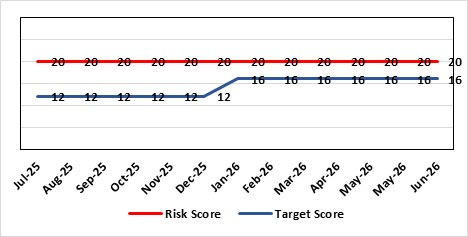 20 20 20 20 20 20 20 20 20 20 20 20 20
16 16 16 16 16 16 16
12 12 12 12 12 12
Jul-25 Aug-25 Sep-25 Oct-25 Nov-25 Dec-25 Jan-26 Feb-26 Mar-26 Apr-26 May-26 May-26 Jun-26
Risk Score Target Score